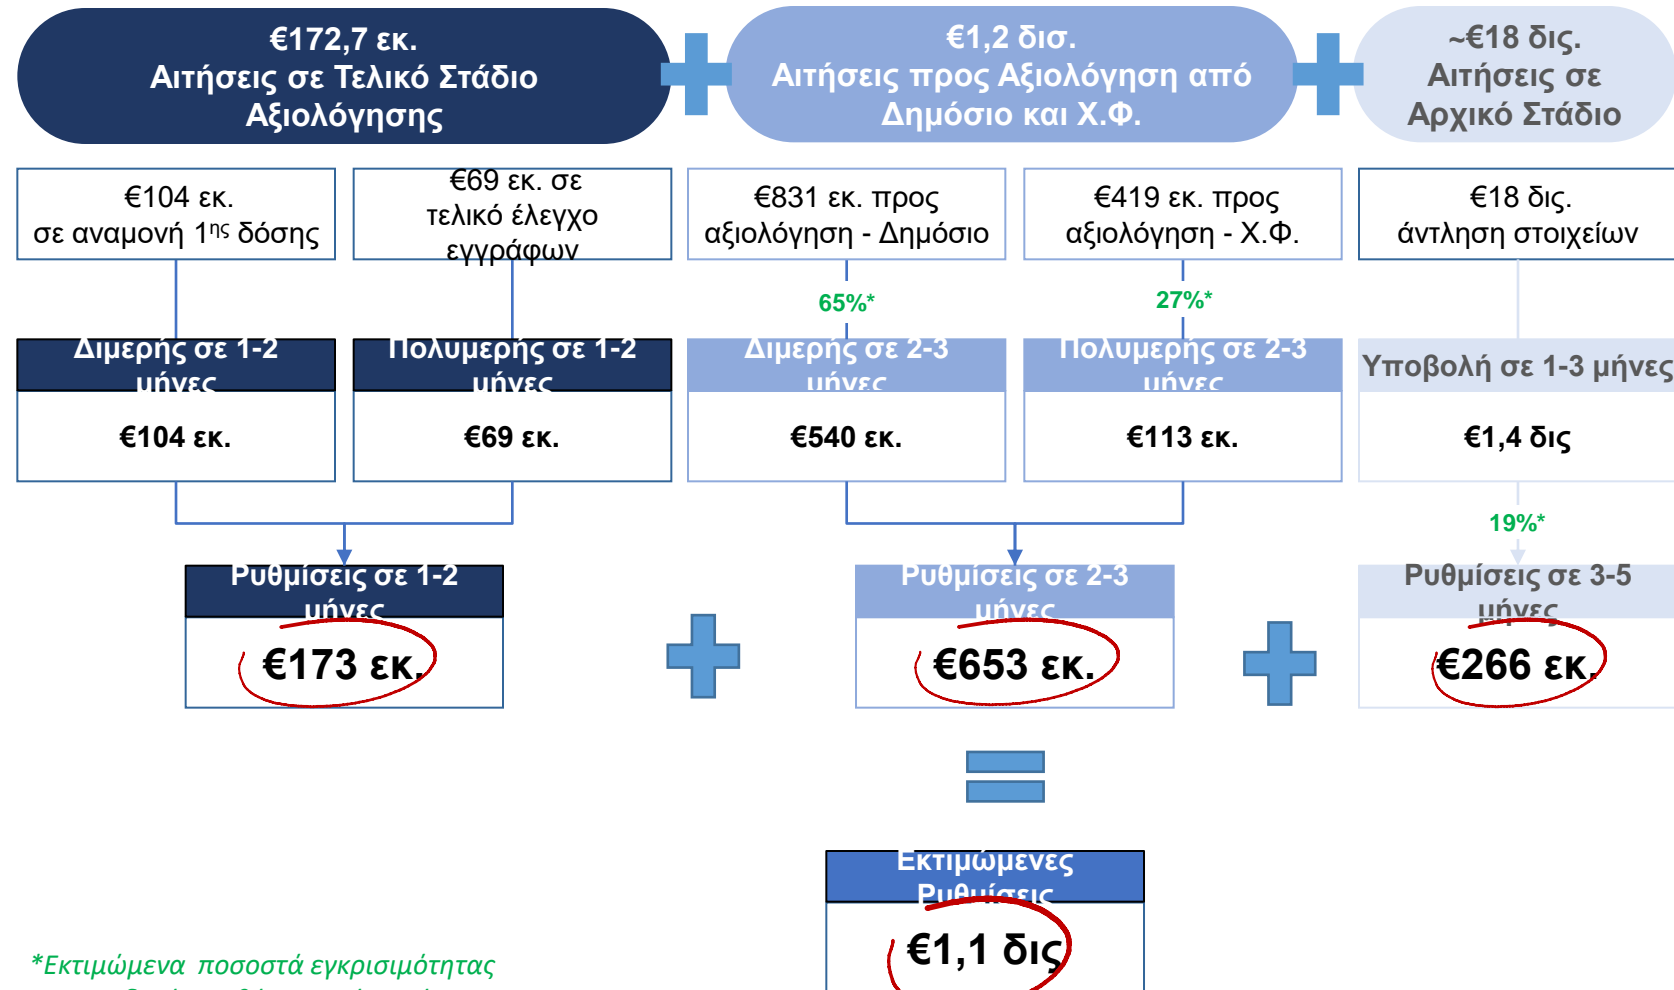 €172,7 εκ.
Αιτήσεις σε Τελικό Στάδιο
Αξιολόγησης
€1,2 δισ.
Αιτήσεις προς Αξιολόγηση από
Δημόσιο και Χ.Φ.
~€18 δις.
Αιτήσεις σε
Αρχικό Στάδιο
€104 εκ.
σε αναμονή 1ης δόσης
€69 εκ. σε
τελικό έλεγχο
εγγράφων
€831 εκ. προς
αξιολόγηση - Δημόσιο
€419 εκ. προς
αξιολόγηση - Χ.Φ.
€18 δις.
άντληση στοιχείων
65%*
27%*
Διμερής σε 1-2
μήνες
Πολυμερής σε 1-2
μήνες
Διμερής σε 2-3
μήνες
Πολυμερής σε 2-3
μήνες
Υποβολή σε 1-3 μήνες
€104 εκ.
€69 εκ.
€540 εκ.
€113 εκ.
€1,4 δις
19%*
Ρυθμίσεις σε 1-2
μήνες
Ρυθμίσεις σε 2-3
μήνες
Ρυθμίσεις σε 3-5
μήνες
€173 εκ.
€653 εκ.
€266 εκ.
Εκτιμώμενες
Ρυθμίσεις
€1,1 δις
*Εκτιμώμενα ποσοστά εγκρισιμότητας